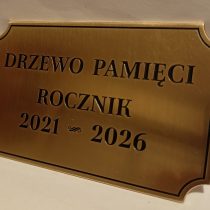 DRZEWO PAMIĘCI
ROCZNIK
2021 - 2026